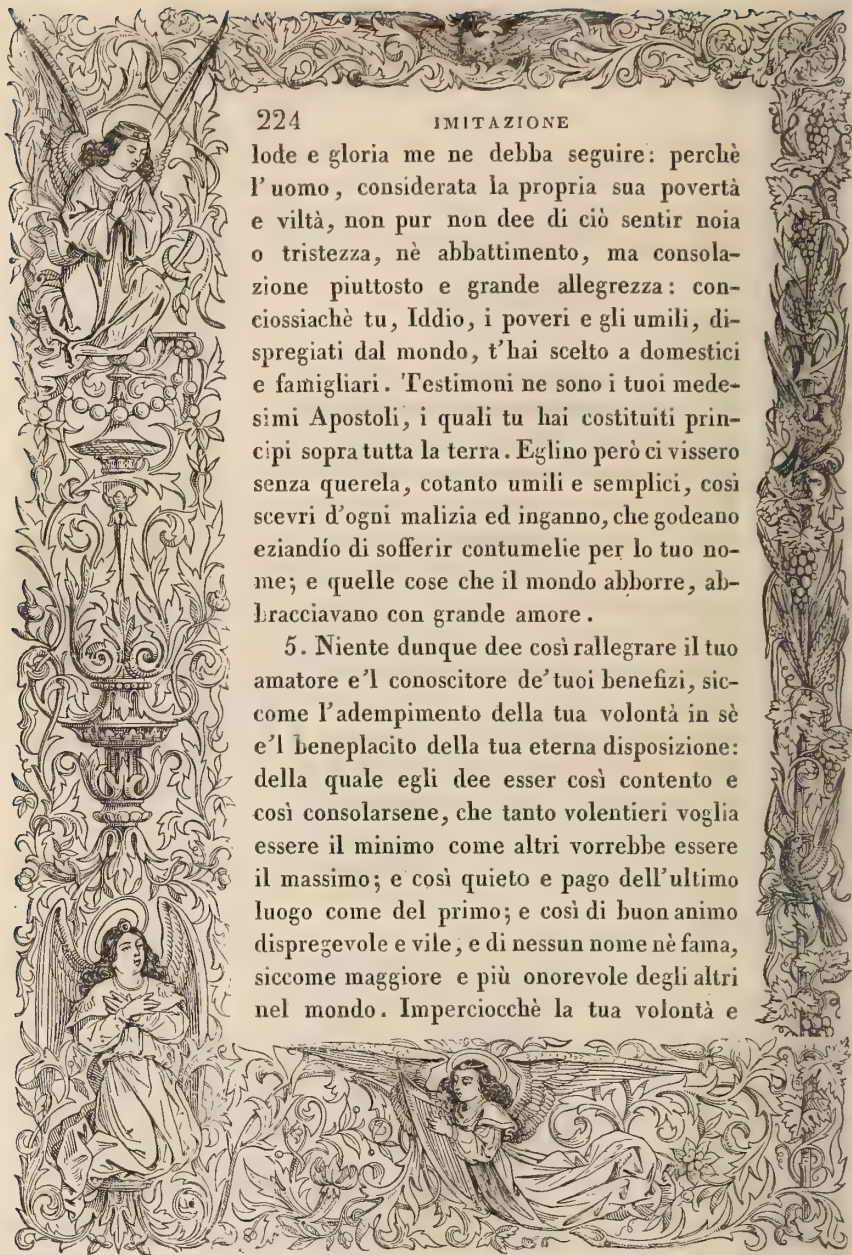 224 IMITAZIONE
lode e gloria me ne debba seguire: perchè
l'uomo, considerata la propria sua povertà
e viltà, non pur non dee di ciò sentir noia
o tristezza, nè abbattimento, ma consola-
zione piuttosto e grande allegrezza: con-
ciossiachè tu, Iddio, i poveri e gli umili, di-
spregiati dal mondo, t'hai scelto a domestici
e famigliari. Testimoni ne sono i tuoi mede-
simi Apostoli, i quali tu hai costituiti prin-
cipi sopra tutta la terra. Eglino però ci vissero
senza querela, cotanto umili e semplici, così
scevri d'ogni malizia ed inganno, che godeano
eziandío di sofferir contumelie per lo tuo no-
me; e quelle cose che il mondo abborre, ab-
bracciavano con grande amore.
5. Niente dunque dee così rallegrare il tuo
amatore e'l conoscitore de' tuoi benefizi, sic-
come l'adempimento della tua volontà in sè
e'l beneplacito della tua eterna disposizione:
della quale egli dee esser così contento e
così consolarsene, che tanto volentieri voglia
essere il minimo come altri vorrebbe essere
il massimo; e così quieto e pago dell'ultimo
luogo come del primo; e così di buon animo
dispregevole e vile, e di nessun nome nè fama,
siccome maggiore e più onorevole degli altri
nel mondo. Imperciocchè la tua volontà e